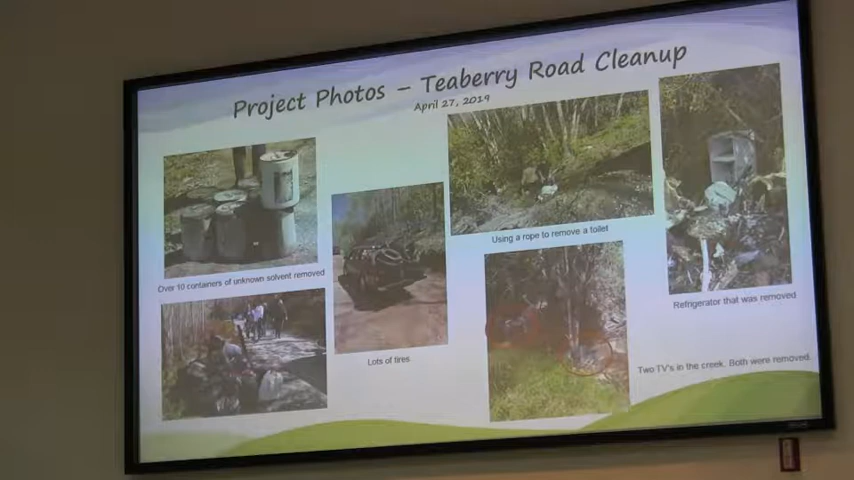 Project Photos – Teaberry Road Cleanup
April 27, 2019
Over 10 containers of unknown solvent removed
Lots of tires
Using a rope to remove a toilet
Refrigerator that was removed
Two TV's in the creek. Both were removed.